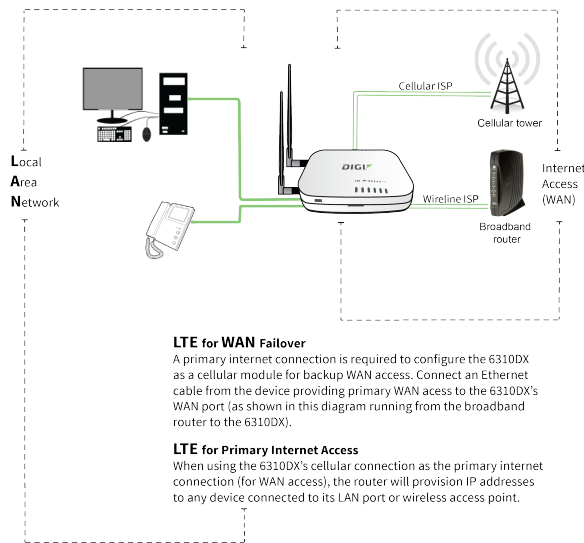 Cellular ISP
Cellular tower
DIGI
Local
Area
Network
Internet
Access
(WAN)
Wireline ISP
Broadband
router
LTE for WAN Failover
A primary internet connection is required to configure the 6310DX
as a cellular module for backup WAN access. Connect an Ethernet
cable from the device providing primary WAN acess to the 6310DX's
WAN port (as shown in this diagram running from the broadband
router to the 6310DX).
LTE for Primary Internet Access
When using the 6310DX's cellular connection as the primary internet
connection (for WAN access), the router will provision IP addresses
to any device connected to its LAN port or wireless access point.